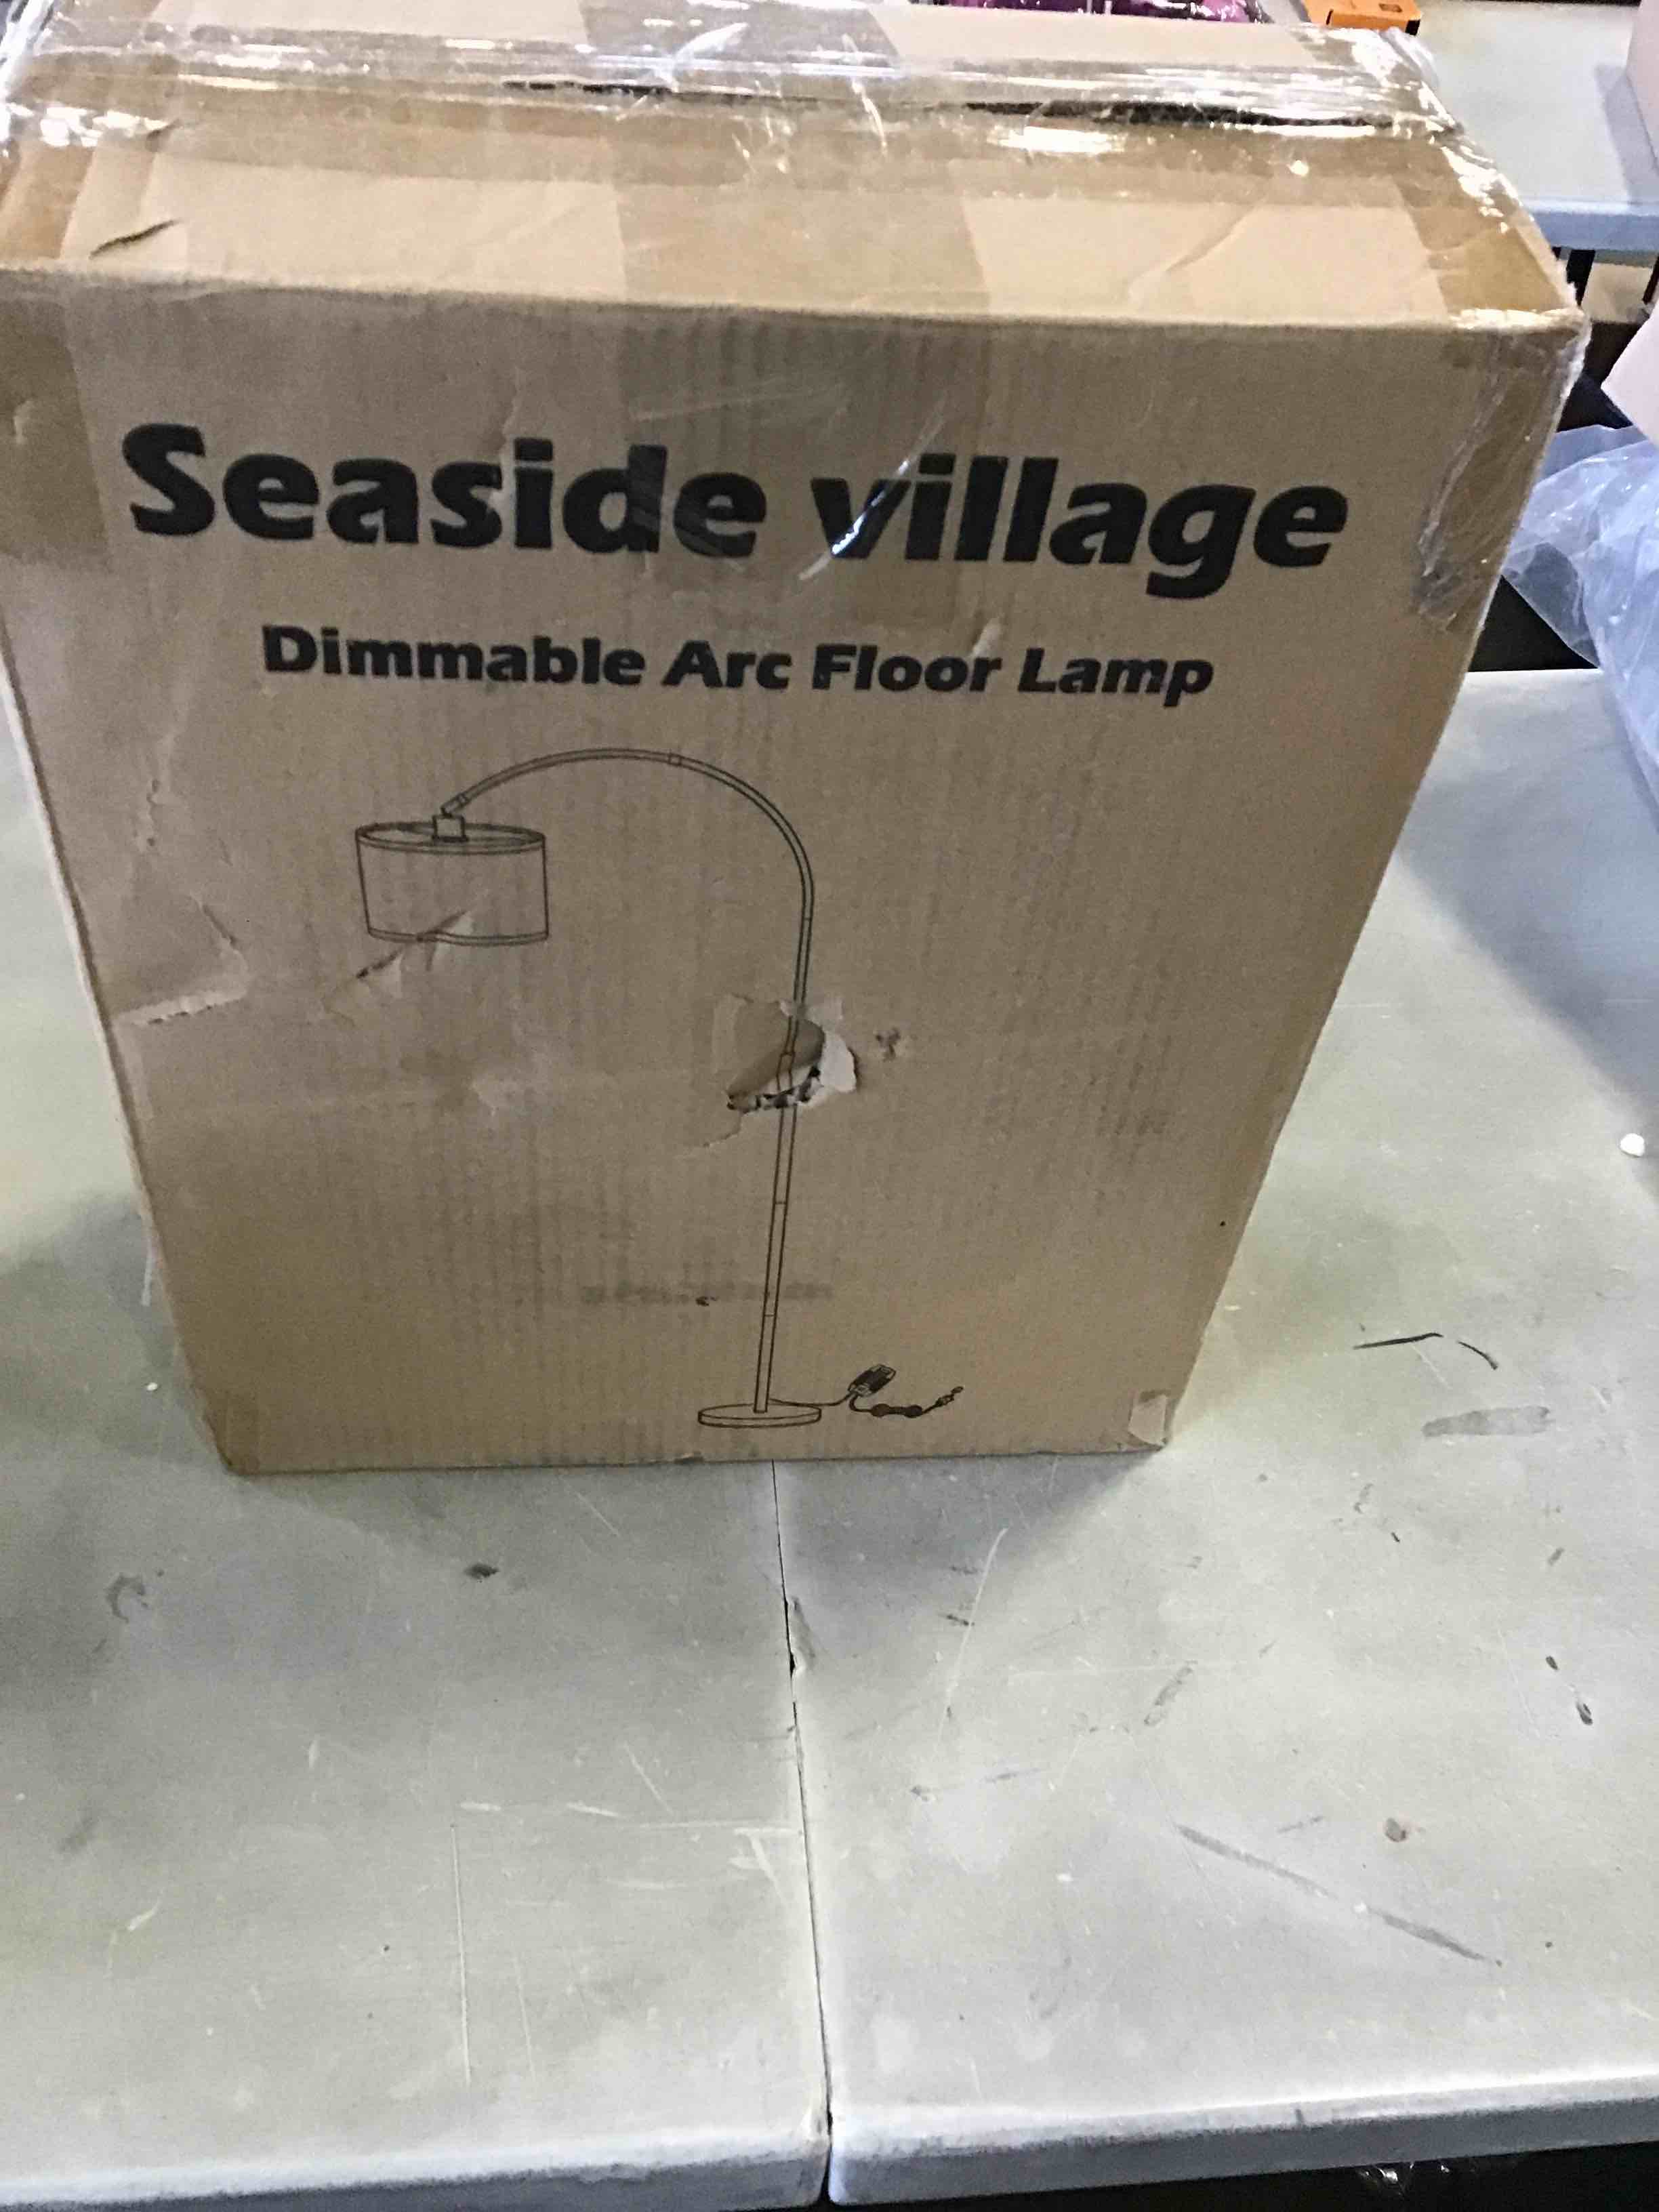 Seaside village
Dimmable Arc Floor Lamp